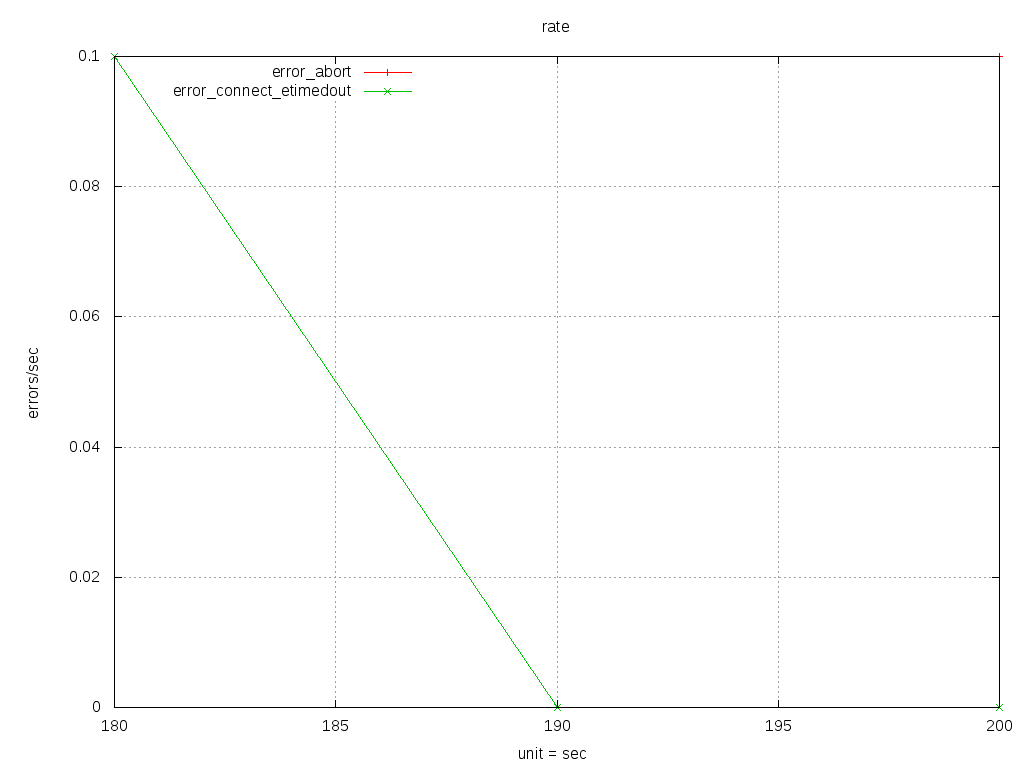 rate
0.1
error_abort
error_connect_etimedout
0.08
0.06
errors/sec
0.04
0.02
0
180 185 190 195 200
unit = sec